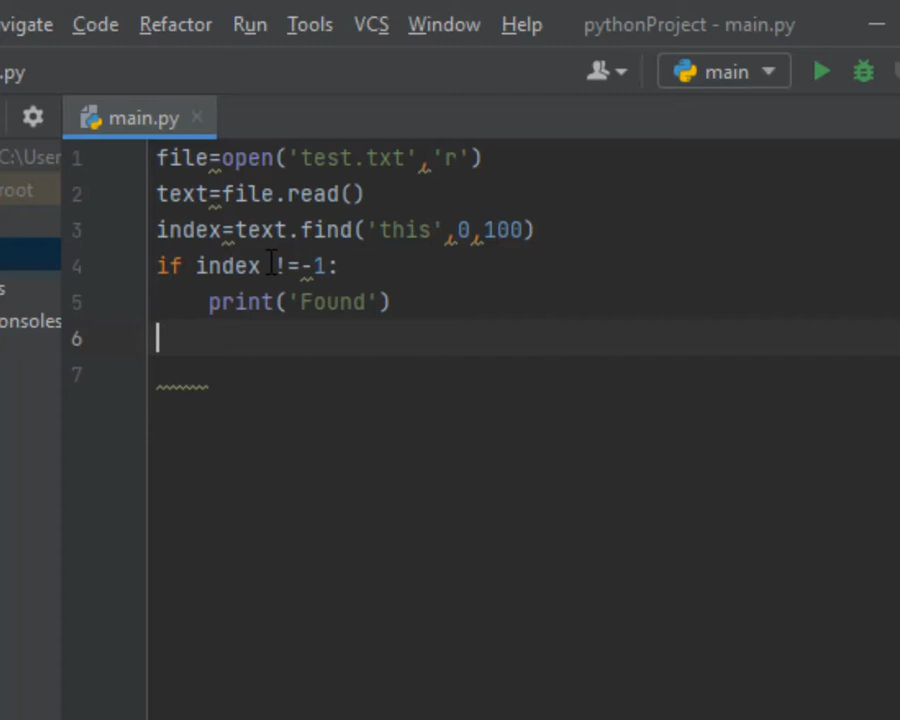 vigate Code Refactor Run Tools VCS Window Help pythonProject - main.py
.py main
main.py
C:\User
root
s
onsoles
1 file=open('test.txt','r')
2 text=file.read()
3 index=text.find('this',0,100)
4 if index !=-1:
5 print('Found')
6
7